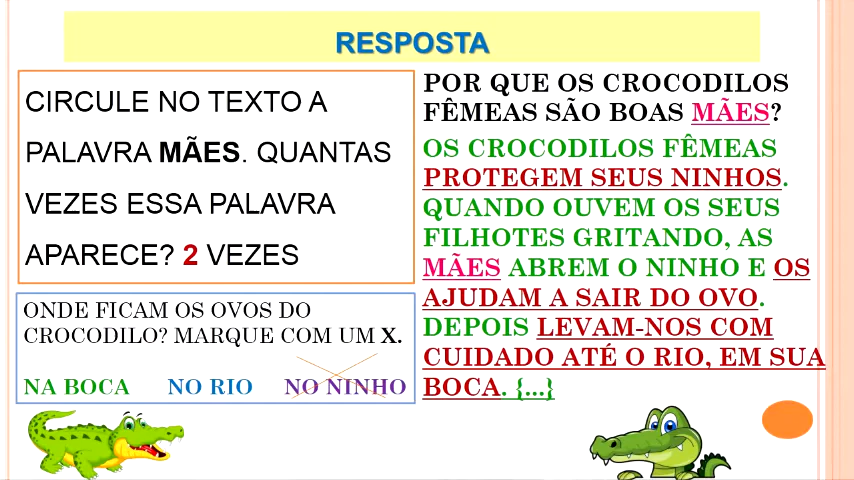 RESPOSTA
CIRCULE NO TEXTO A
PALAVRA MÃES. QUANTAS
VEZES ESSA PALAVRA
APARECE? 2 VEZES
ONDE FICAM OS OVOS DO
CROCODILO? MARQUE COM UM X.
NA BOCA NO RIO NO NINHO
POR QUE OS CROCODILOS
FÊMEAS SÃO BOAS MÃES?
OS CROCODILOS FÊMEAS
PROTEGEM SEUS NINHOS.
QUANDO OUVEM OS SEUS
FILHOTES GRITANDO, AS
MÃES ABREM O NINHO E OS
AJUDAM A SAIR DO OVO.
DEPOIS LEVAM-NOS COM
CUIDADO ATÉ O RIO, EM SUA
BOCA. {...}